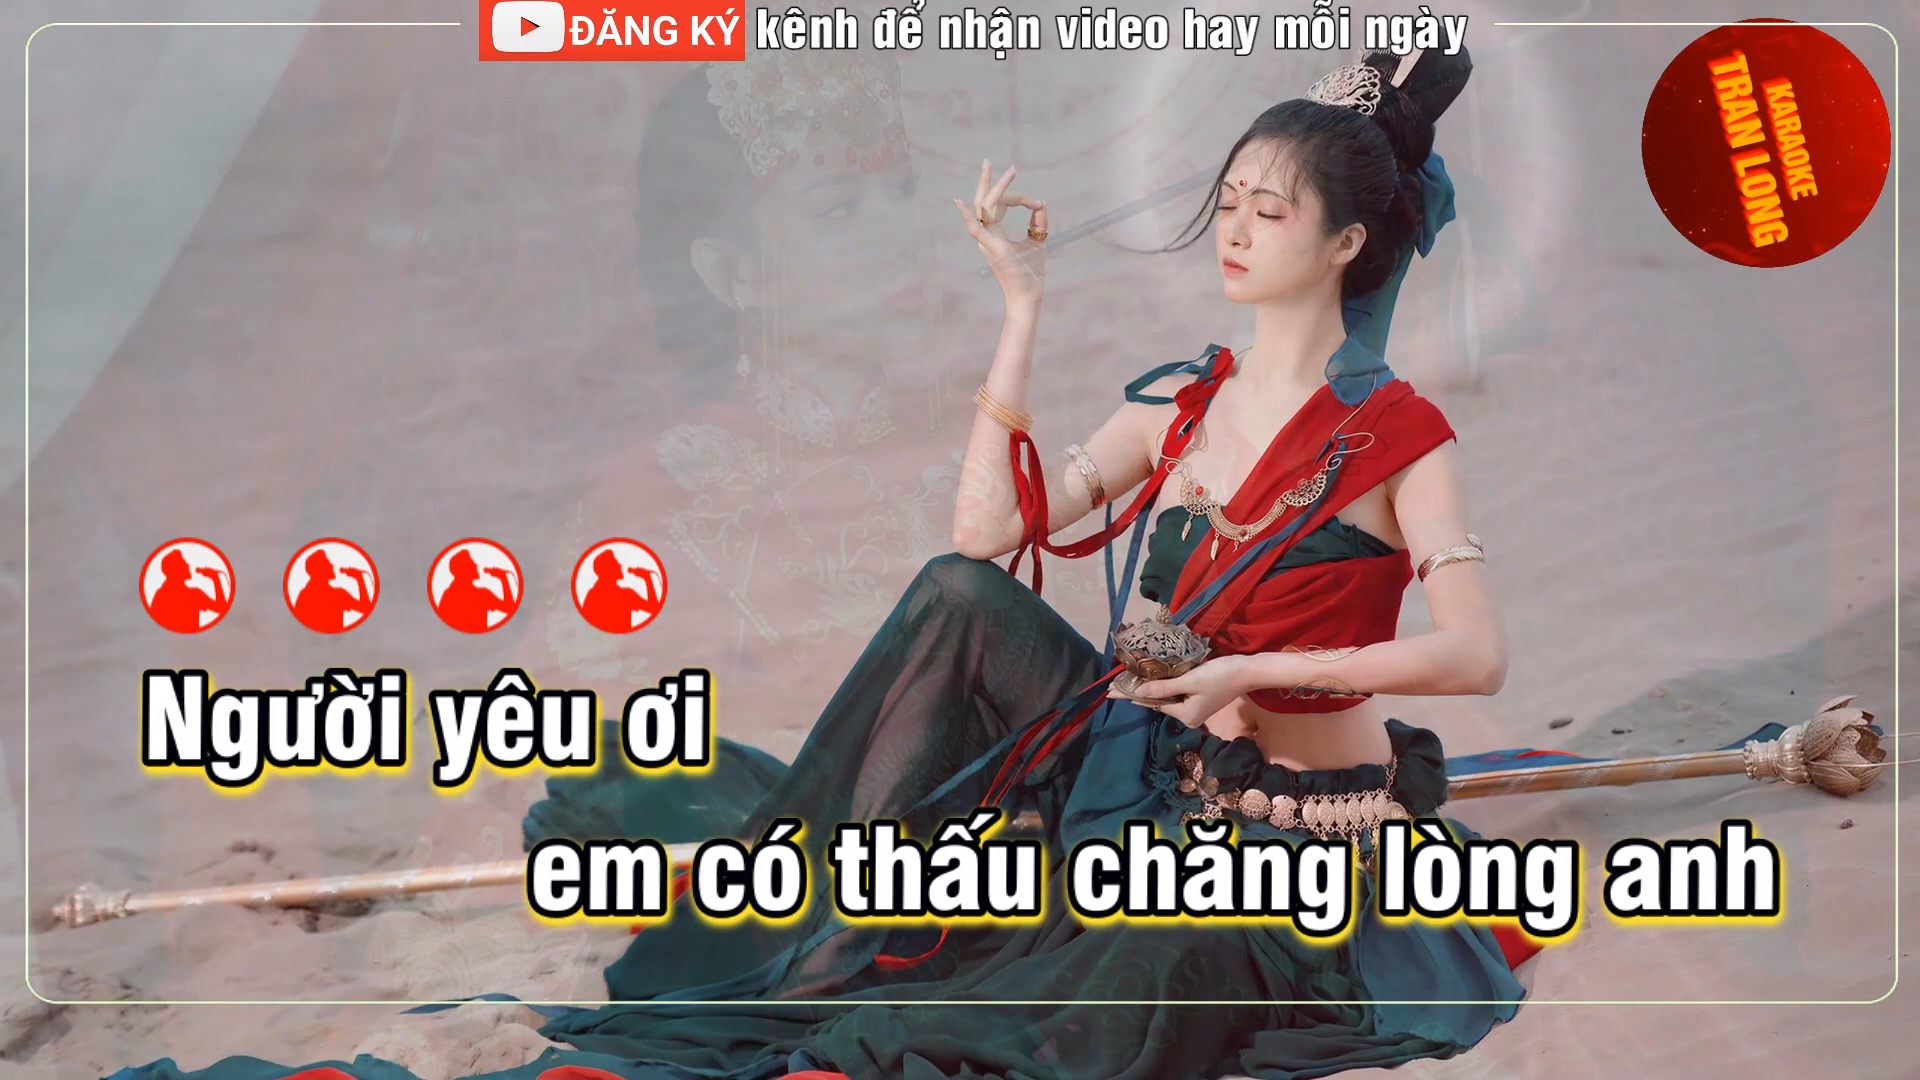 ĐĂNG KÝ kênh để nhận video hay mỗi ngày
KARAOKE
TRAN LONG
Người yêu ơi
em có thấu chăng lòng anh